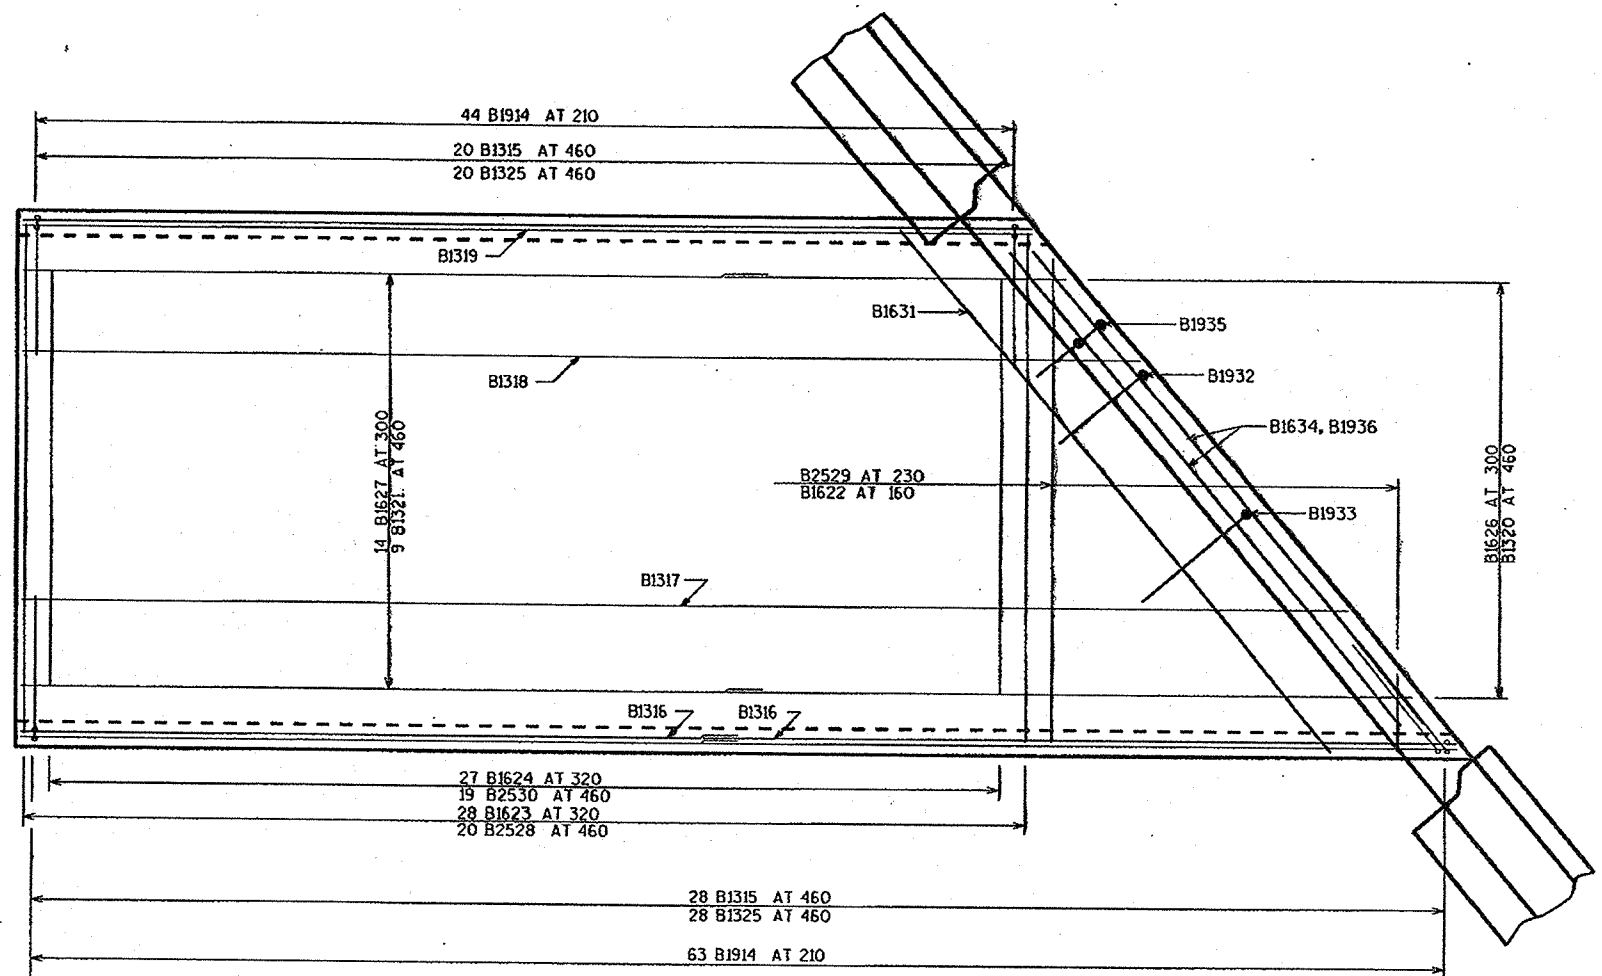 44 B1914 AT 210
20 B1315 AT 460
20 B1325 AT 460
B1319
B1631
B1935
B1318
B1932
B1634, B1936
14 B1627 AT 300
9 B1321 AT 460
B2529 AT 230
B1622 AT 160
B1626 AT 300
B1320 AT 460
B1933
B1317
B1316
B1316
27 B1624 AT 320
19 B2530 AT 460
28 B1623 AT 320
20 B2528 AT 460
28 B1315 AT 460
28 B1325 AT 460
63 B1914 AT 210